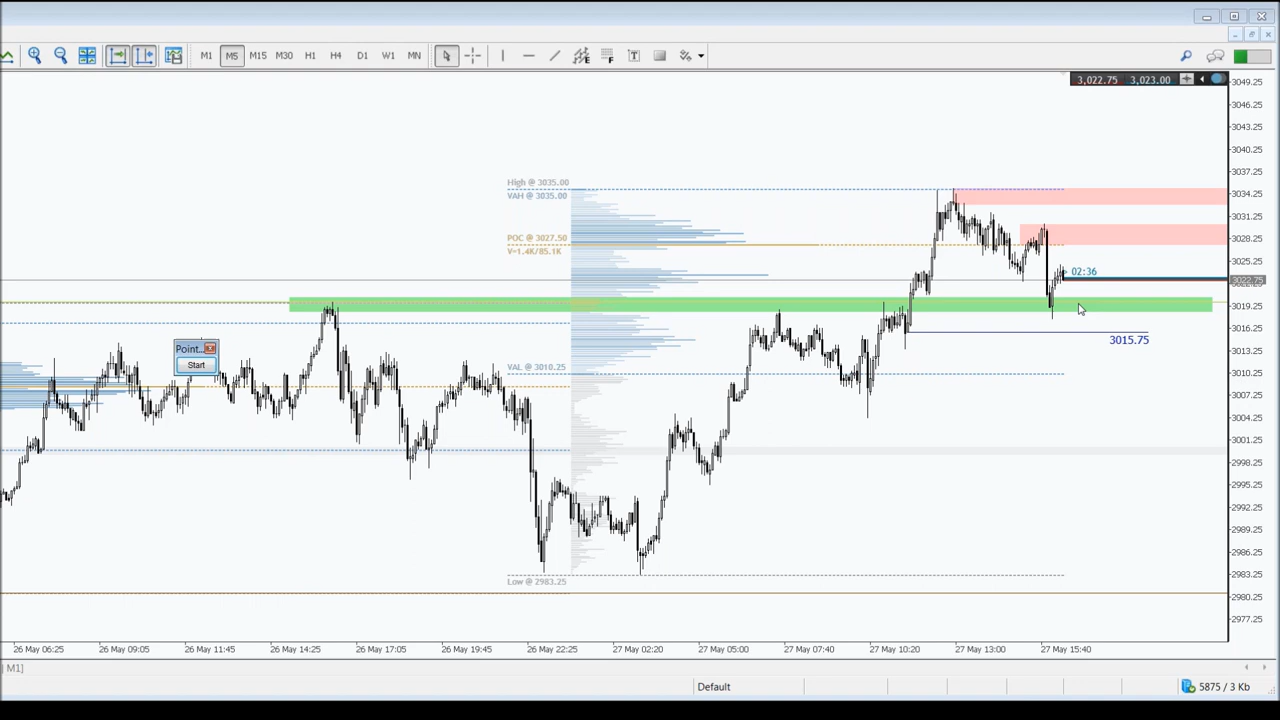 M1 M5 M15 M30 H1 H4 D1 W1 MN E F T
3,022.75 3,023.00
3049.25
3046.25
3043.25
3040.25
3037.25
3034.25
3031.25
3028.25
3025.25
3019.25
3016.25
3013.25
3010.25
3007.25
3004.25
3001.25
2998.25
2995.25
2992.25
2989.25
2986.25
2983.25
2980.25
2977.25
High @ 3035.00
VAH @ 3035.00
POC @ 3027.50
V=1.4K/85.1K
02:36
3015.75
Point...
Start
VAL @ 3010.25
Low @ 2983.25
26 May 06:25 26 May 09:05 26 May 11:45 26 May 14:25 26 May 17:05 26 May 19:45 26 May 22:25 27 May 02:20 27 May 05:00 27 May 07:40 27 May 10:20 27 May 13:00 27 May 15:40
M1]
Default 5875 / 3 Kb